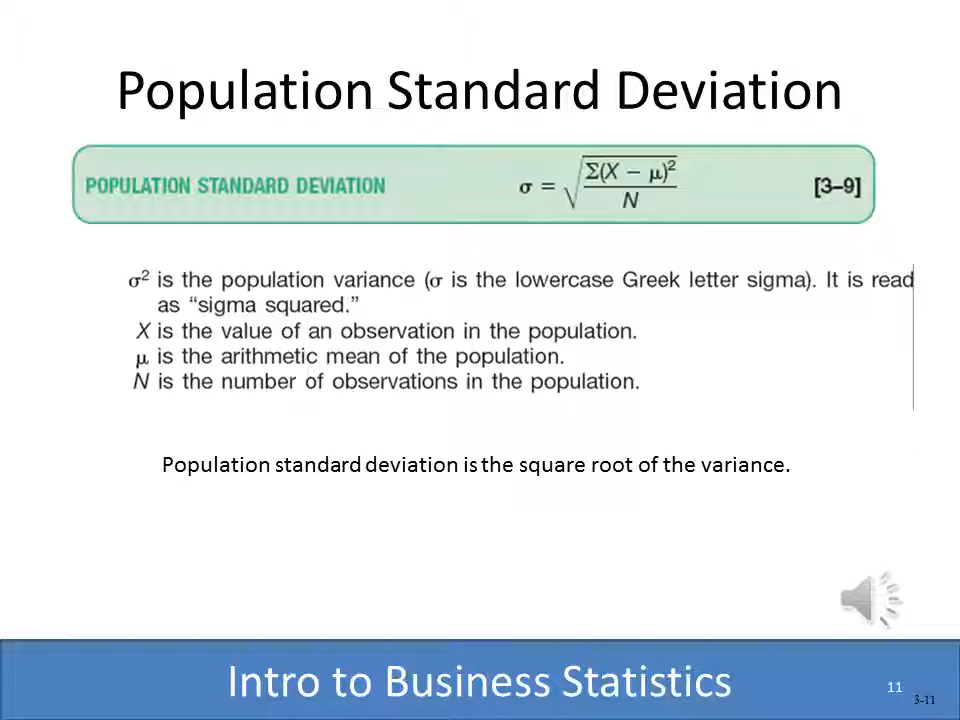 Population Standard Deviation
POPULATION STANDARD DEVIATION σ = √Σ(X − μ)²/N [3–9]
σ² is the population variance (σ is the lowercase Greek letter sigma). It is read
as “sigma squared.”
X is the value of an observation in the population.
μ is the arithmetic mean of the population.
N is the number of observations in the population.
Population standard deviation is the square root of the variance.
Intro to Business Statistics
11
3-11